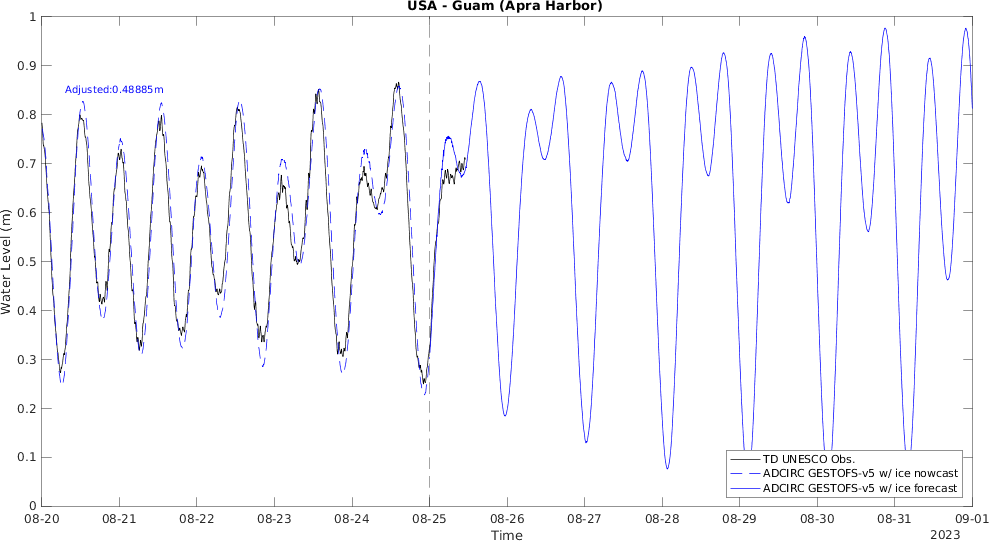 USA - Guam (Apra Harbor)
1
0.9
Adjusted:0.48885m
0.8
0.7
0.6
Water Level (m)
0.5
0.4
0.3
0.2
0.1
0
TD UNESCO Obs.
ADCIRC GESTOFS-v5 w/ ice nowcast
ADCIRC GESTOFS-v5 w/ ice forecast
08-20 08-21 08-22 08-23 08-24 08-25 08-26 08-27 08-28 08-29 08-30 08-31 09-01
Time
2023